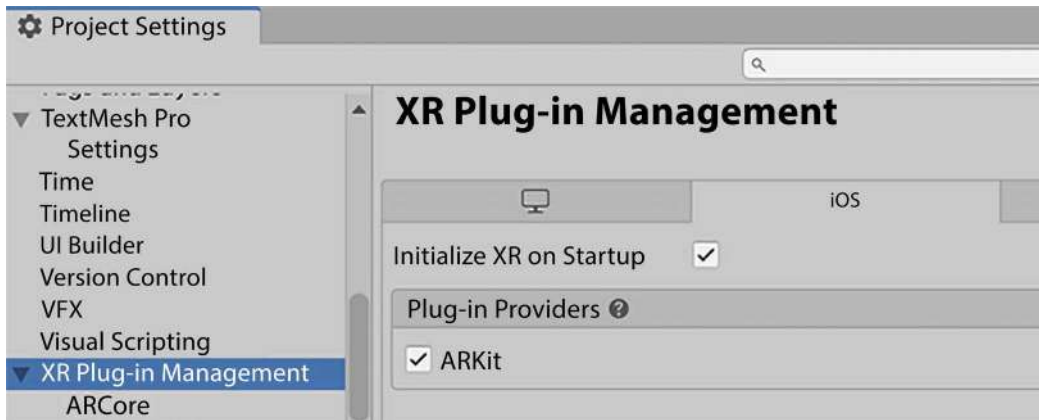 Project Settings
TextMesh Pro
Settings
Time
Timeline
UI Builder
Version Control
VFX
Visual Scripting
XR Plug-in Management
ARCore
XR Plug-in Management
iOS
Initialize XR on Startup
Plug-in Providers
ARKit